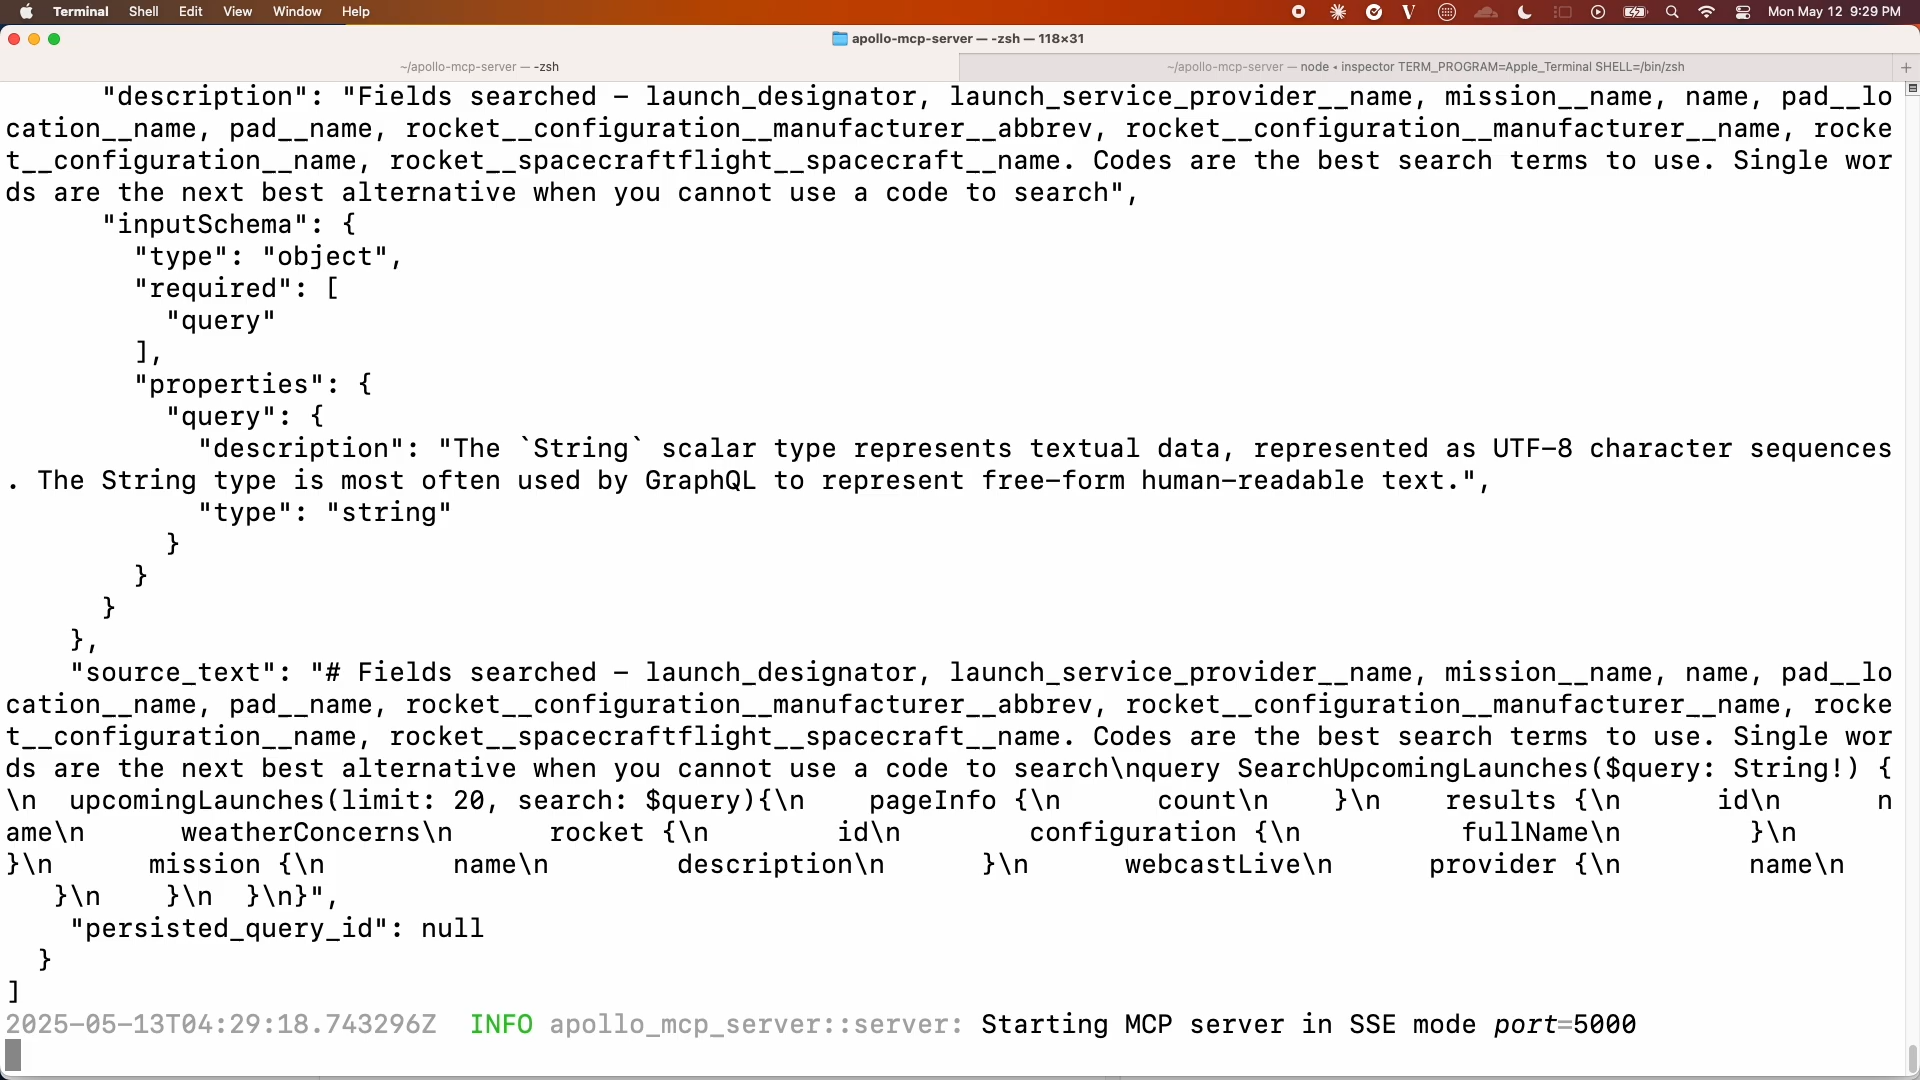 Terminal Shell Edit View Window Help Mon May 12 9:29 PM
apollo-mcp-server — -zsh — 118×31
~/apollo-mcp-server — -zsh ~/apollo-mcp-server — node ◂ inspector TERM_PROGRAM=Apple_Terminal SHELL=/bin/zsh +
      "description": "Fields searched – launch_designator, launch_service_provider__name, mission__name, name, pad__lo
cation__name, pad__name, rocket__configuration__manufacturer__abbrev, rocket__configuration__manufacturer__name, rocke
t__configuration__name, rocket__spacecraftflight__spacecraft__name. Codes are the best search terms to use. Single wor
ds are the next best alternative when you cannot use a code to search",
      "inputSchema": {
        "type": "object",
        "required": [
          "query"
        ],
        "properties": {
          "query": {
            "description": "The `String` scalar type represents textual data, represented as UTF-8 character sequences
. The String type is most often used by GraphQL to represent free-form human-readable text.",
            "type": "string"
          }
        }
      }
    },
    "source_text": "# Fields searched – launch_designator, launch_service_provider__name, mission__name, name, pad__lo
cation__name, pad__name, rocket__configuration__manufacturer__abbrev, rocket__configuration__manufacturer__name, rocke
t__configuration__name, rocket__spacecraftflight__spacecraft__name. Codes are the best search terms to use. Single wor
ds are the next best alternative when you cannot use a code to search\nquery SearchUpcomingLaunches($query: String!) {
\n  upcomingLaunches(limit: 20, search: $query){\n    pageInfo {\n      count\n    }\n    results {\n      id\n      n
ame\n      weatherConcerns\n      rocket {\n        id\n        configuration {\n          fullName\n        }\n
}\n      mission {\n        name\n        description\n      }\n      webcastLive\n      provider {\n        name\n
   }\n    }\n  }\n}",
    "persisted_query_id": null
  }
]
2025-05-13T04:29:18.743296Z  INFO apollo_mcp_server::server: Starting MCP server in SSE mode port=5000